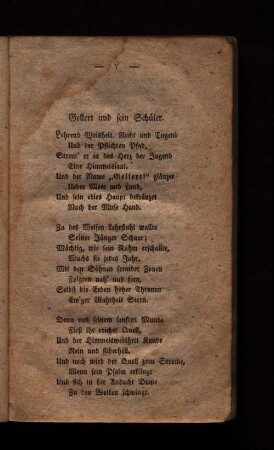 — 5 —
Gellert und sein Schüler.
Lehrend Weisheit, Recht und Tugend
Und der Pflichten Pfad,
Streut' er in das Herz der Jugend
Eine Himmelssaat.
Und der Name „Gellert!" glänzet
Ueber Meer und Land,
Und sein edles Haupt bekränzet
Noch der Muse Hand.
Zu des Weisen Lehrstuhl wallte
Seiner Jünger Schaar;
Mächtig, wie sein Ruhm erschallte,
Wuchs sie jedes Jahr.
Mit den Söhnen fremder Zonen
Folgten nah' und fern,
Selbst die Erben hoher Thronen
Ew'ger Wahrheit Stern.
Denn von seinem sanften Munde
Floß ihr reicher Quell,
Und der Himmelsweisheit Kunde
Rein und silberhell.
Und noch wird der Quell zum Strome,
Wenn sein Psalm erklingt
Und sich in der Andacht Dome
Zu den Wolken schwingt.